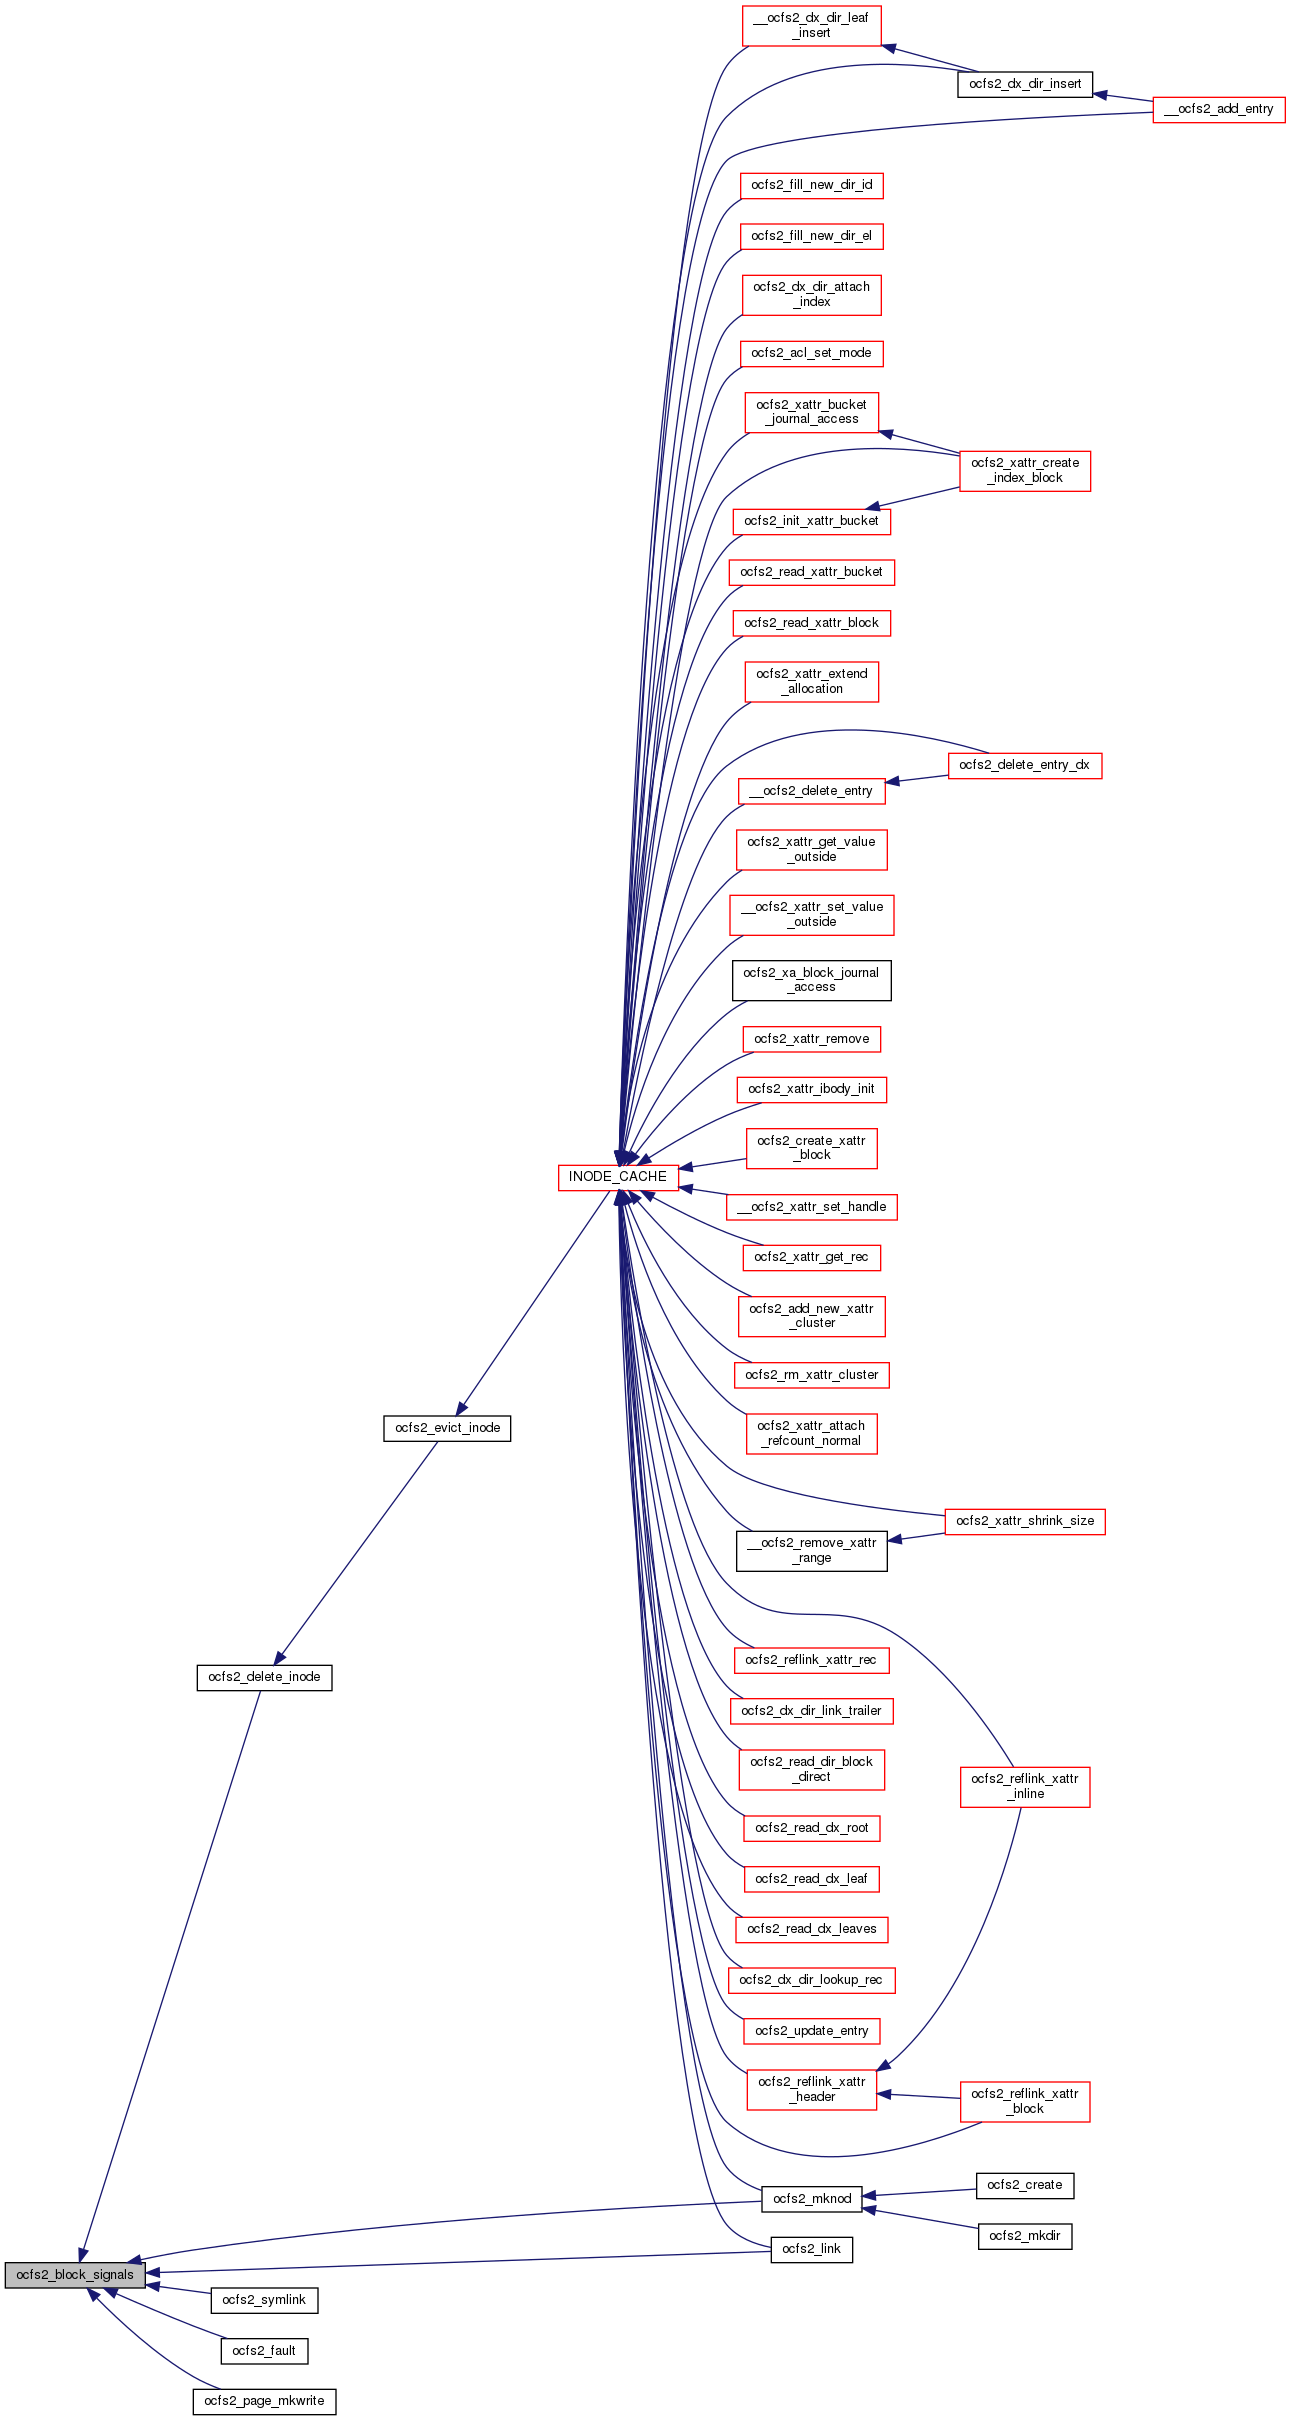 __ocfs2_dx_dir_leaf
_insert
ocfs2_dx_dir_insert
__ocfs2_add_entry
ocfs2_fill_new_dir_id
ocfs2_fill_new_dir_el
ocfs2_dx_dir_attach
_index
ocfs2_acl_set_mode
ocfs2_xattr_bucket
_journal_access
ocfs2_xattr_create
_index_block
ocfs2_init_xattr_bucket
ocfs2_read_xattr_bucket
ocfs2_read_xattr_block
ocfs2_xattr_extend
_allocation
ocfs2_delete_entry_dx
__ocfs2_delete_entry
ocfs2_xattr_get_value
_outside
__ocfs2_xattr_set_value
_outside
ocfs2_xa_block_journal
_access
ocfs2_xattr_remove
ocfs2_xattr_ibody_init
ocfs2_create_xattr
_block
INODE_CACHE
__ocfs2_xattr_set_handle
ocfs2_xattr_get_rec
ocfs2_add_new_xattr
_cluster
ocfs2_rm_xattr_cluster
ocfs2_xattr_attach
_refcount_normal
ocfs2_evict_inode
ocfs2_xattr_shrink_size
__ocfs2_remove_xattr
_range
ocfs2_reflink_xattr_rec
ocfs2_delete_inode
ocfs2_dx_dir_link_trailer
ocfs2_read_dir_block
_direct
ocfs2_reflink_xattr
_inline
ocfs2_read_dx_root
ocfs2_read_dx_leaf
ocfs2_read_dx_leaves
ocfs2_dx_dir_lookup_rec
ocfs2_update_entry
ocfs2_reflink_xattr
_header
ocfs2_reflink_xattr
_block
ocfs2_mknod
ocfs2_create
ocfs2_mkdir
ocfs2_link
ocfs2_block_signals
ocfs2_symlink
ocfs2_fault
ocfs2_page_mkwrite